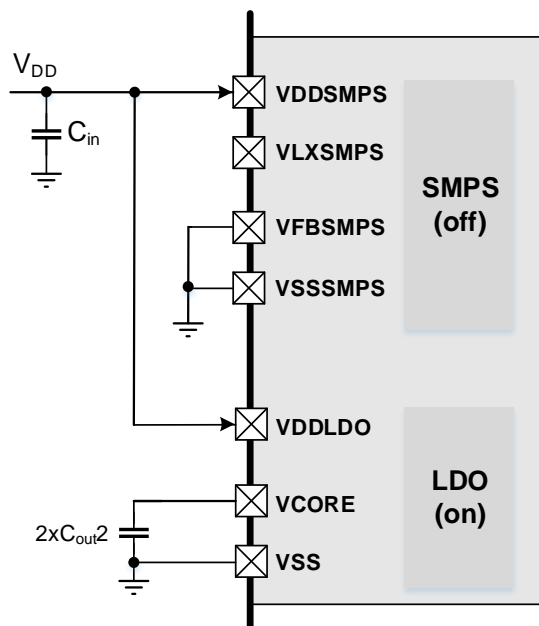 VDD
Cin
VDDSMPS
VLXSMPS
VFBSMPS
VSSSMPS
SMPS
(off)
VDDLDO
VCORE
VSS
2xCout2
LDO
(on)